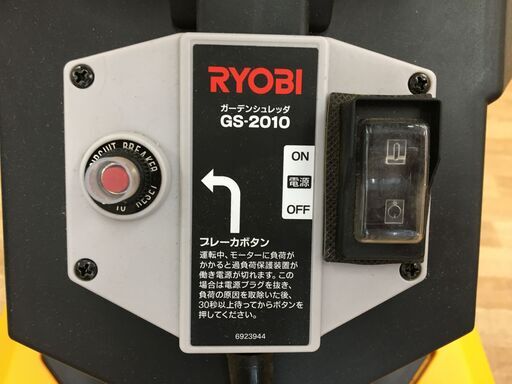 RYOBI
ガーデンシュレッダ
GS-2010
CIRCUIT BREAKER
TO RESET
ON
電源
OFF
ブレーカボタン
運転中、モーターに負荷が
かかると過負荷保護装置が
働き電源が切れます。この
場合は電源プラグを抜き、
負荷の原因を取除いた後、
30秒以上待ってからボタンを
押してください。
6923944